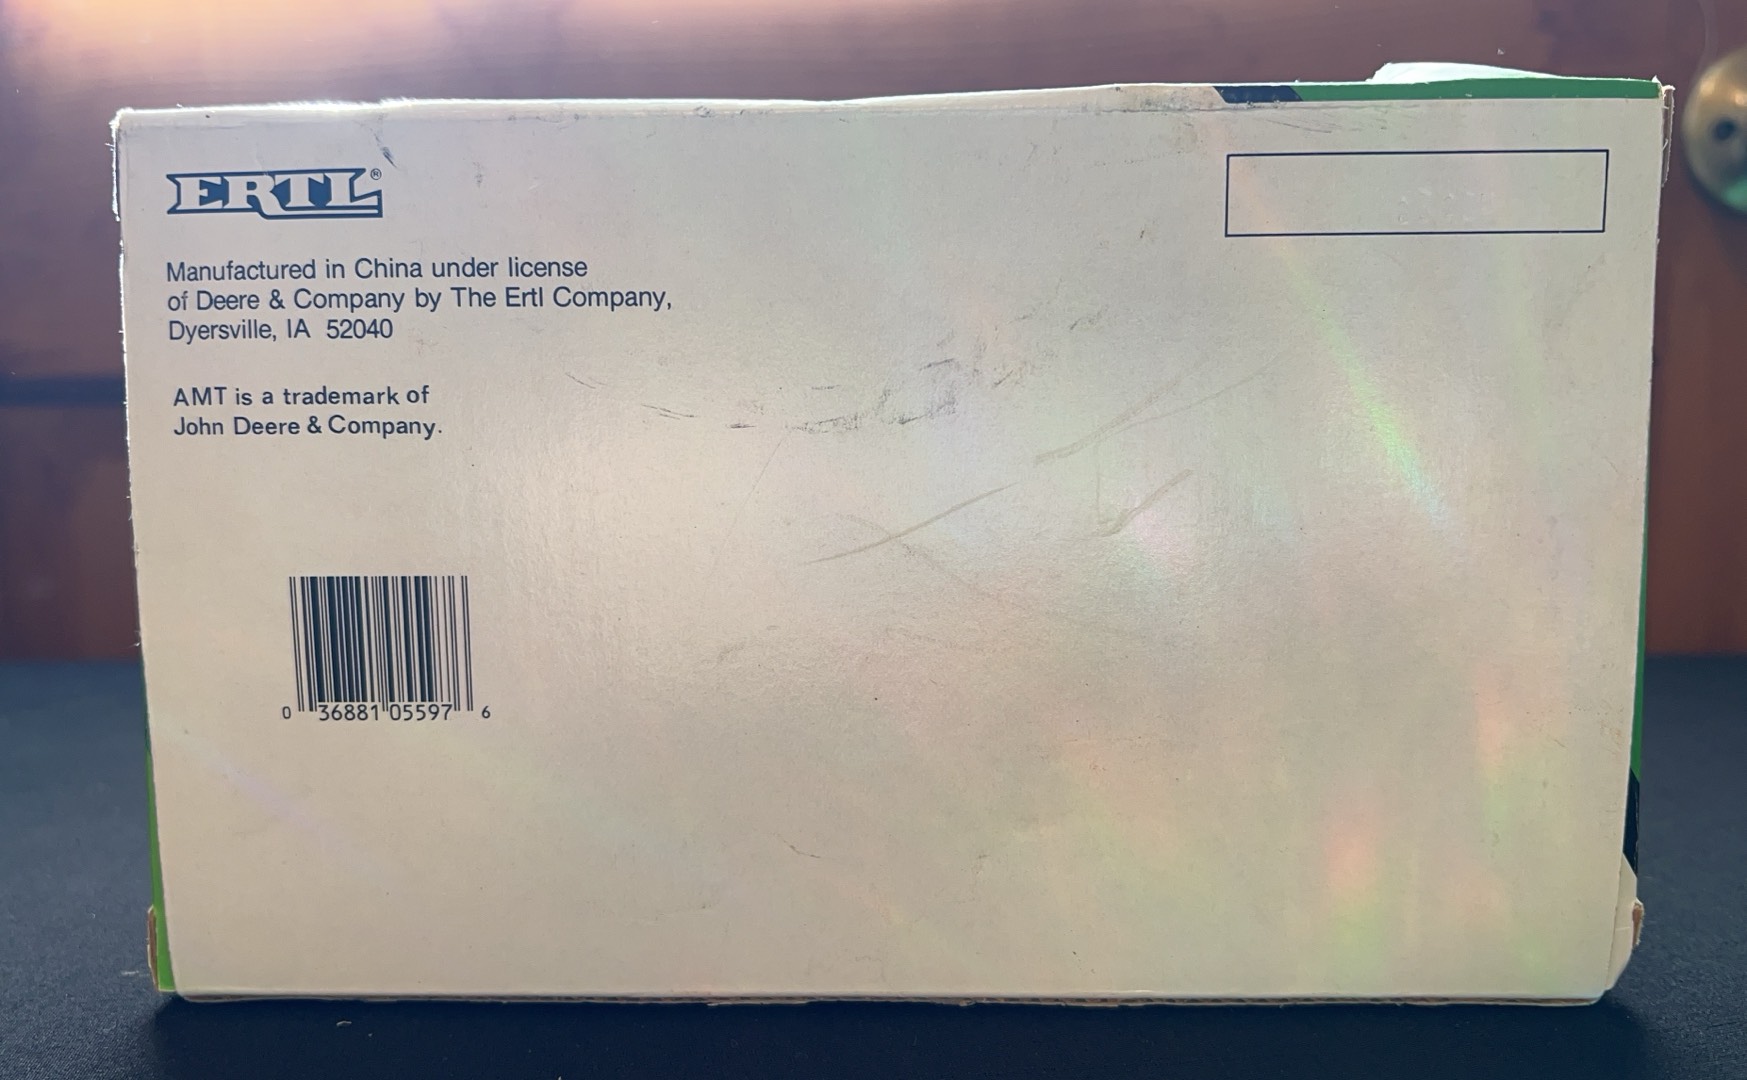 ERTL®
Manufactured in China under license
of Deere & Company by The Ertl Company,
Dyersville, IA 52040
AMT is a trademark of
John Deere & Company.
0 36881 05597 6